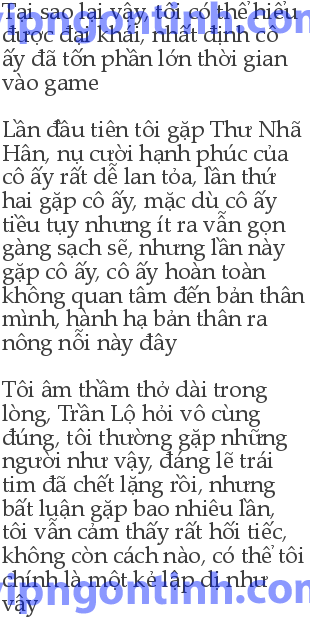 Tại sao lại vậy, tôi có thể hiểu
được đại khái, nhất định cô
ấy đã tốn phần lớn thời gian
vào game
Lần đầu tiên tôi gặp Thư Nhã
Hân, nụ cười hạnh phúc của
cô ấy rất dễ lan tỏa, lần thứ
hai gặp cô ấy, mặc dù cô ấy
tiều tụy nhưng ít ra vẫn gọn
gàng sạch sẽ, nhưng lần này
gặp cô ấy, cô ấy hoàn toàn
không quan tâm đến bản thân
mình, hành hạ bản thân ra
nông nỗi này đây
Tôi âm thầm thở dài trong
lòng, Trần Lộ hỏi vô cùng
đúng, tôi thường gặp những
người như vậy, đáng lẽ trái
tim đã chết lặng rồi, nhưng
bất luận gặp bao nhiêu lần,
tôi vẫn cảm thấy rất hối tiếc,
không còn cách nào, có thể tôi
chính là một kẻ lập dị như
vậy
vipngontinh.com
vipngontinh.com